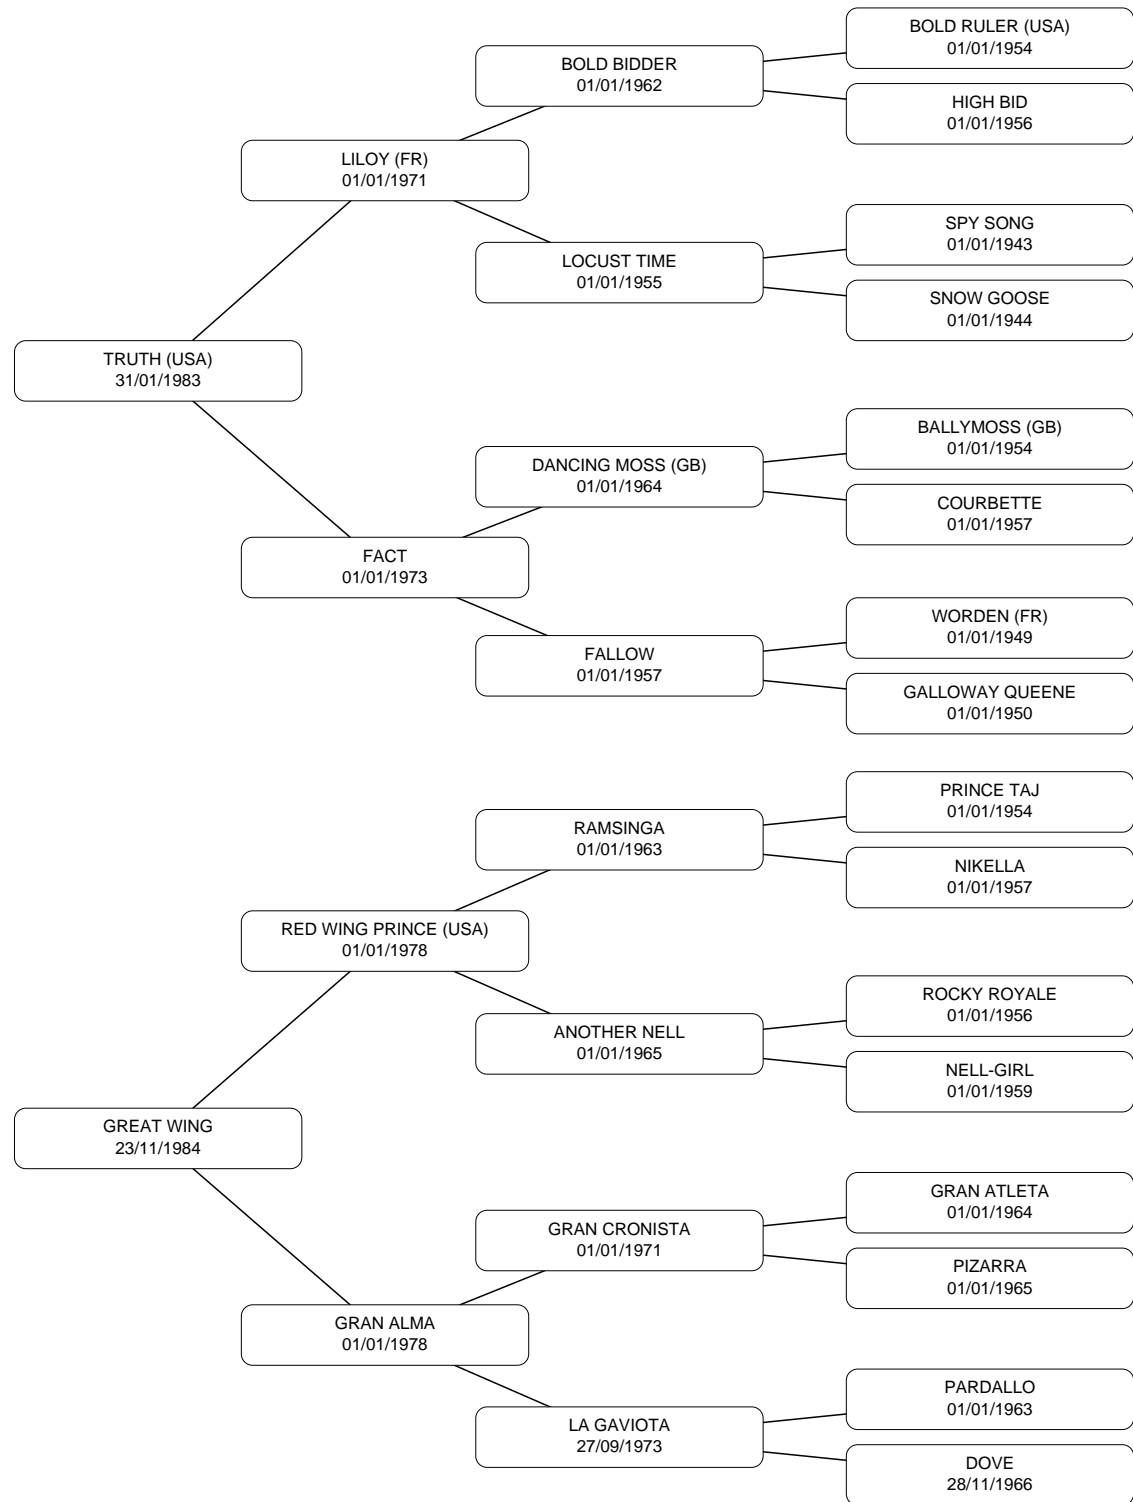 BOLD RULER (USA)
01/01/1954
BOLD BIDDER
01/01/1962
HIGH BID
01/01/1956
LILOY (FR)
01/01/1971
SPY SONG
01/01/1943
LOCUST TIME
01/01/1955
SNOW GOOSE
01/01/1944
TRUTH (USA)
31/01/1983
BALLYMOSS (GB)
01/01/1954
DANCING MOSS (GB)
01/01/1964
COURBETTE
01/01/1957
FACT
01/01/1973
WORDEN (FR)
01/01/1949
FALLOW
01/01/1957
GALLOWAY QUEENE
01/01/1950
PRINCE TAJ
01/01/1954
RAMSINGA
01/01/1963
NIKELLA
01/01/1957
RED WING PRINCE (USA)
01/01/1978
ROCKY ROYALE
01/01/1956
ANOTHER NELL
01/01/1965
NELL-GIRL
01/01/1959
GREAT WING
23/11/1984
GRAN ATLETA
01/01/1964
GRAN CRONISTA
01/01/1971
PIZARRA
01/01/1965
GRAN ALMA
01/01/1978
PARDALLO
01/01/1963
LA GAVIOTA
27/09/1973
DOVE
28/11/1966